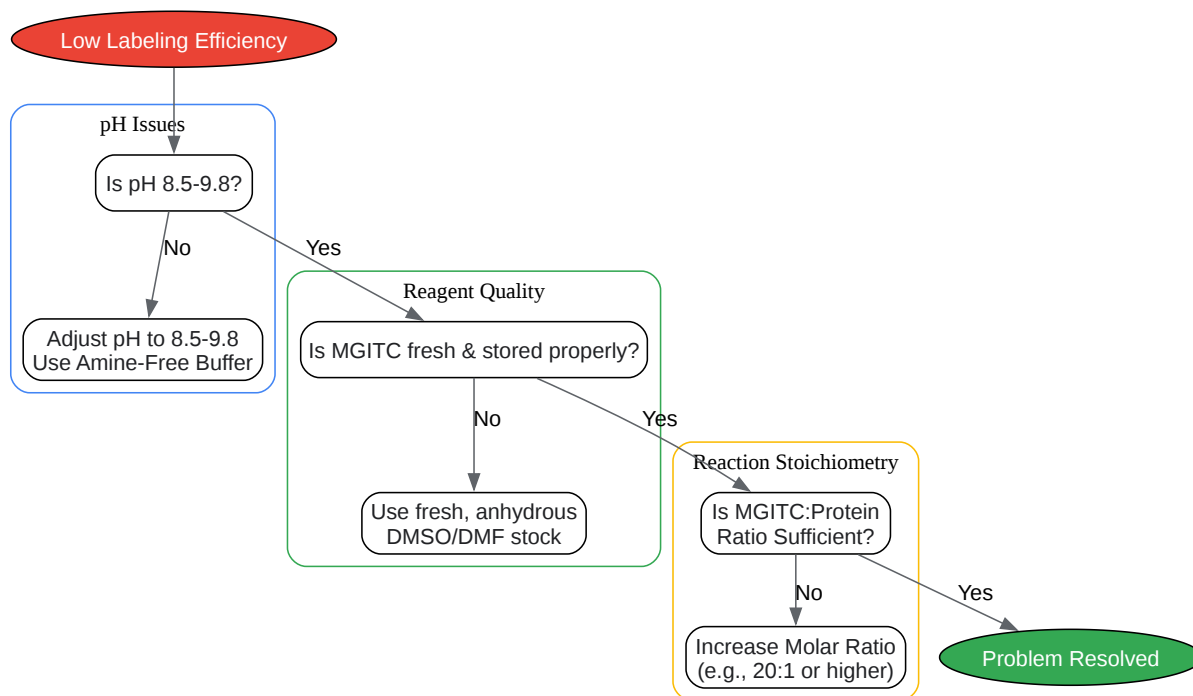 Low Labeling Efficiency
pH Issues
Is pH 8.5-9.8?
No
Yes
Adjust pH to 8.5-9.8
Use Amine-Free Buffer
Reagent Quality
Is MGITC fresh & stored properly?
No
Yes
Use fresh, anhydrous
DMSO/DMF stock
Reaction Stoichiometry
Is MGITC:Protein
Ratio Sufficient?
No
Yes
Increase Molar Ratio
(e.g., 20:1 or higher)
Problem Resolved